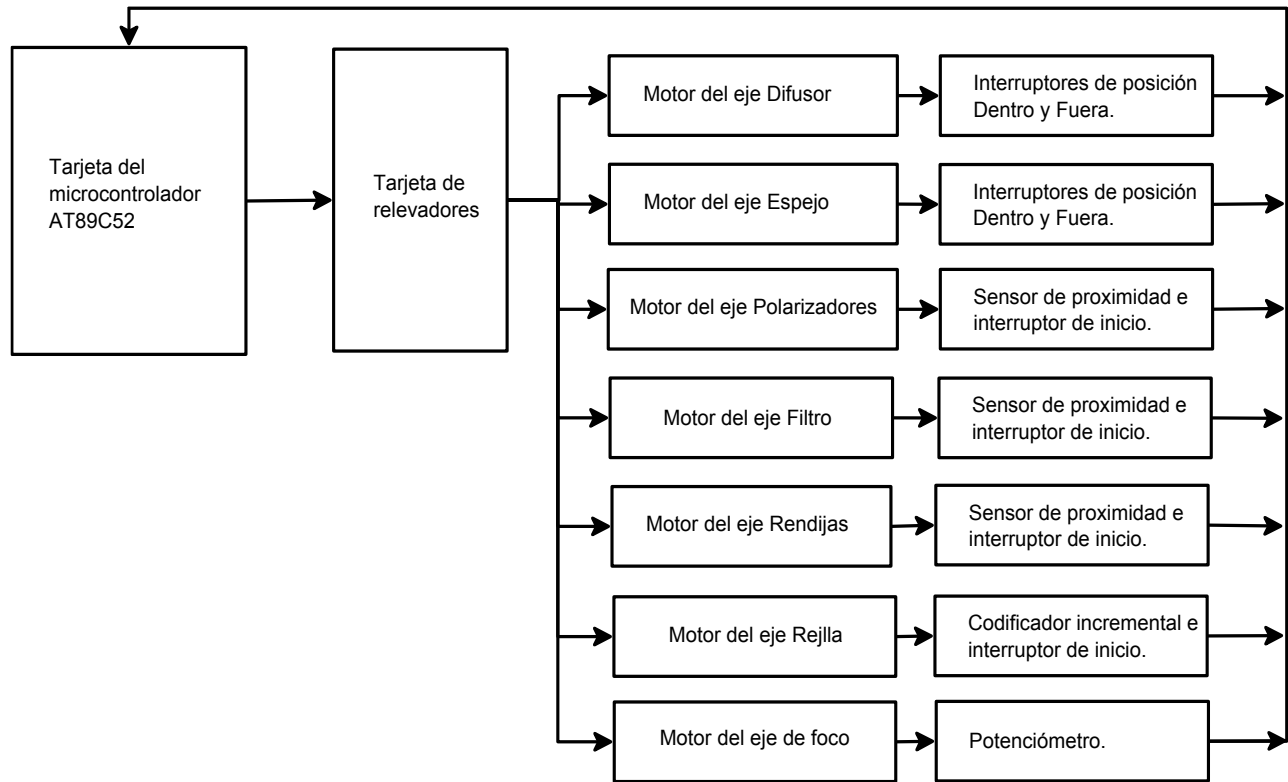 Tarjeta del
microcontrolador
AT89C52
Tarjeta de
relevadores
Motor del eje Difusor
Interruptores de posición
Dentro y Fuera.
Motor del eje Espejo
Interruptores de posición
Dentro y Fuera.
Motor del eje Polarizadores
Sensor de proximidad e
interruptor de inicio.
Motor del eje Filtro
Sensor de proximidad e
interruptor de inicio.
Motor del eje Rendijas
Sensor de proximidad e
interruptor de inicio.
Motor del eje Rejlla
Codificador incremental e
interruptor de inicio.
Motor del eje de foco
Potenciómetro.